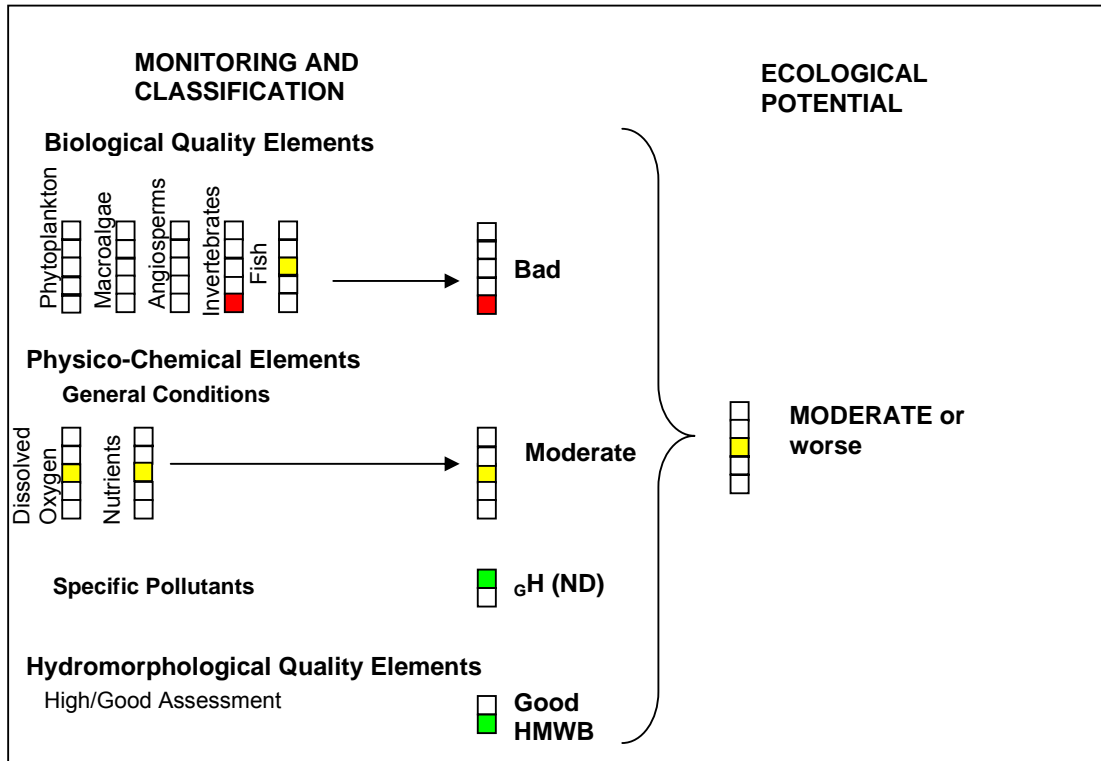 MONITORING AND
CLASSIFICATION
ECOLOGICAL
POTENTIAL
Biological Quality Elements
Phytoplankton
Macroalgae
Angiosperms
Invertebrates
Fish
Bad
Physico-Chemical Elements
General Conditions
Dissolved
Oxygen
Nutrients
Moderate
MODERATE or
worse
Specific Pollutants
GH (ND)
Hydromorphological Quality Elements
High/Good Assessment
Good
HMWB